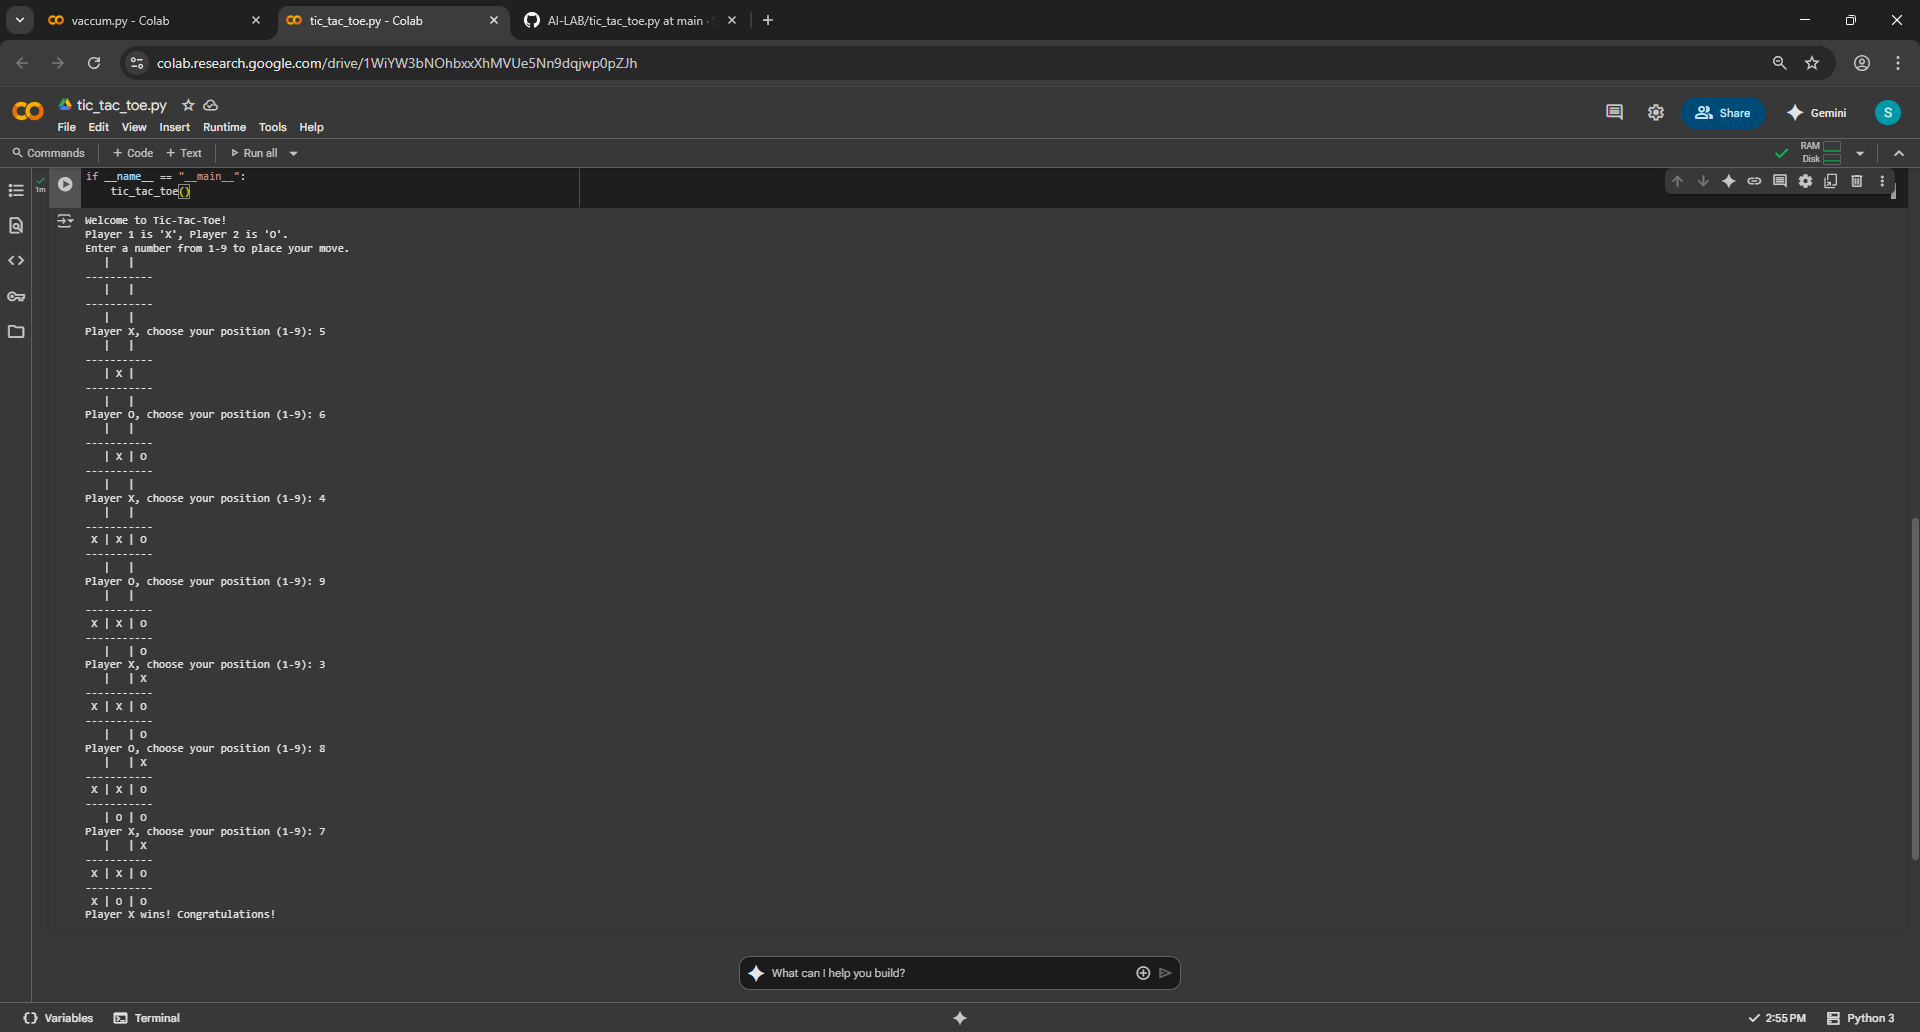 vaccum.py - Colab
tic_tac_toe.py - Colab
AI-LAB/tic_tac_toe.py at main ·
colab.research.google.com/drive/1WiYW3bNOhbxxXhMVUe5Nn9dqjwp0pZJh
tic_tac_toe.py
File Edit View Insert Runtime Tools Help
Share
Gemini
S
Commands + Code + Text Run all
RAM
Disk
1m
if __name__ == "__main__":
    tic_tac_toe()
Welcome to Tic-Tac-Toe!
Player 1 is 'X', Player 2 is 'O'.
Enter a number from 1-9 to place your move.
   |   |
-----------
   |   |
-----------
   |   |
Player X, choose your position (1-9): 5
   |   |
-----------
   | X |
-----------
   |   |
Player O, choose your position (1-9): 6
   |   |
-----------
   | X | O
-----------
   |   |
Player X, choose your position (1-9): 4
   |   |
-----------
 X | X | O
-----------
   |   |
Player O, choose your position (1-9): 9
   |   |
-----------
 X | X | O
-----------
   |   | O
Player X, choose your position (1-9): 3
   |   | X
-----------
 X | X | O
-----------
   |   | O
Player O, choose your position (1-9): 8
   |   | X
-----------
 X | X | O
-----------
   | O | O
Player X, choose your position (1-9): 7
   |   | X
-----------
 X | X | O
-----------
 X | O | O
Player X wins! Congratulations!
What can I help you build?
Variables Terminal
2:55 PM Python 3